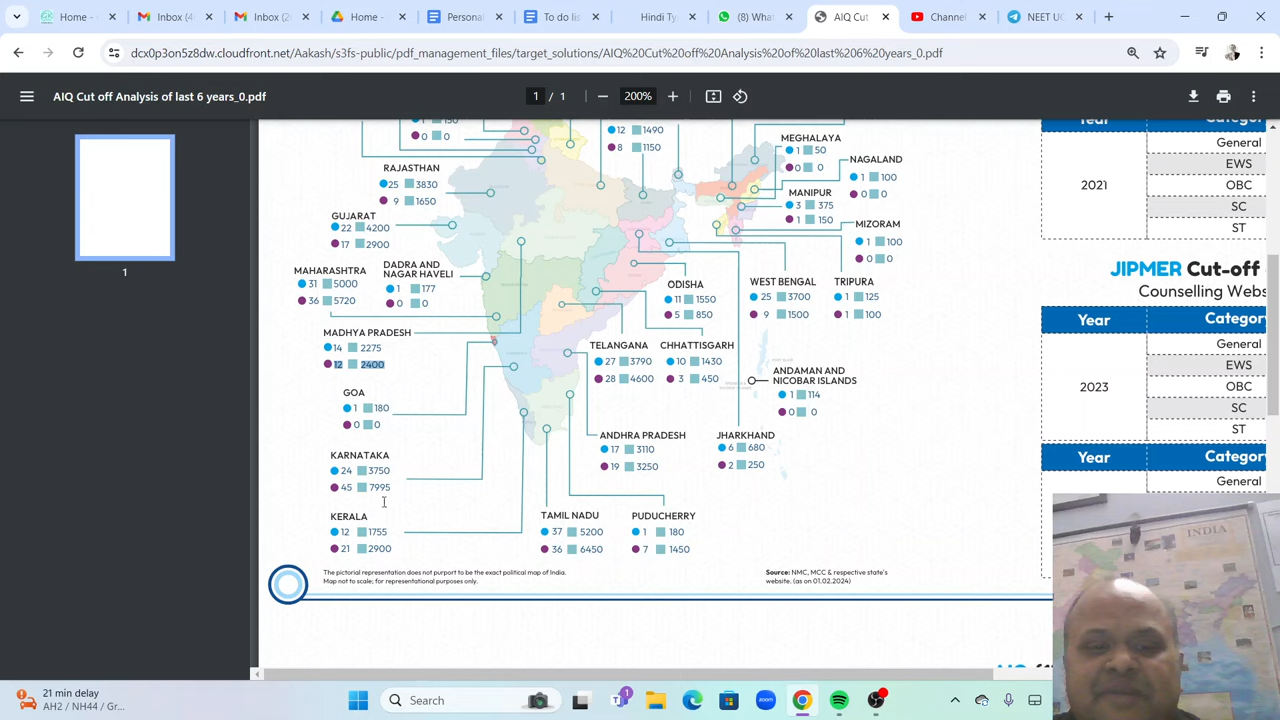 Home -
Inbox (4
Inbox (2
Home -
Personal
To do lis
Hindi Ty
(8) What
AIQ Cut
Channel
NEET UC
dcx0p3on5z8dw.cloudfront.net/Aakash/s3fs-public/pdf_management_files/target_solutions/AIQ%20Cut%20off%20Analysis%20of%20last%206%20years_0.pdf
AIQ Cut off Analysis of last 6 years_0.pdf
1 / 1
200%
1
1 150
0 0
12 1490
8 1150
RAJASTHAN
25 3830
9 1650
GUJARAT
22 4200
17 2900
MAHARASHTRA
31 5000
36 5720
DADRA AND
NAGAR HAVELI
1 177
0 0
MADHYA PRADESH
14 2275
12 2400
GOA
1 180
0 0
KARNATAKA
24 3750
45 7995
KERALA
12 1755
21 2900
MEGHALAYA
1 50
0 0
NAGALAND
1 100
0 0
MANIPUR
3 375
1 150
MIZORAM
1 100
0 0
ODISHA
11 1550
5 850
WEST BENGAL
25 3700
9 1500
TRIPURA
1 125
1 100
TELANGANA
27 3790
28 4600
CHHATTISGARH
10 1430
3 450
ANDAMAN AND
NICOBAR ISLANDS
1 114
0 0
ANDHRA PRADESH
17 3110
19 3250
JHARKHAND
6 680
2 250
TAMIL NADU
37 5200
36 6450
PUDUCHERRY
1 180
7 1450
The pictorial representation does not purport to be the exact political map of India.
Map not to scale; for representational purposes only.
Source: NMC, MCC & respective state's
website. (as on 01.02.2024)
Year Categor
2021
General
EWS
OBC
SC
ST
JIPMER Cut-off
Counselling Webs
Year Categor
2023
General
EWS
OBC
SC
ST
Year Categor
General
INDIA
21 min delay
AH2 / NH44 / Gr...
Search
1
zoom